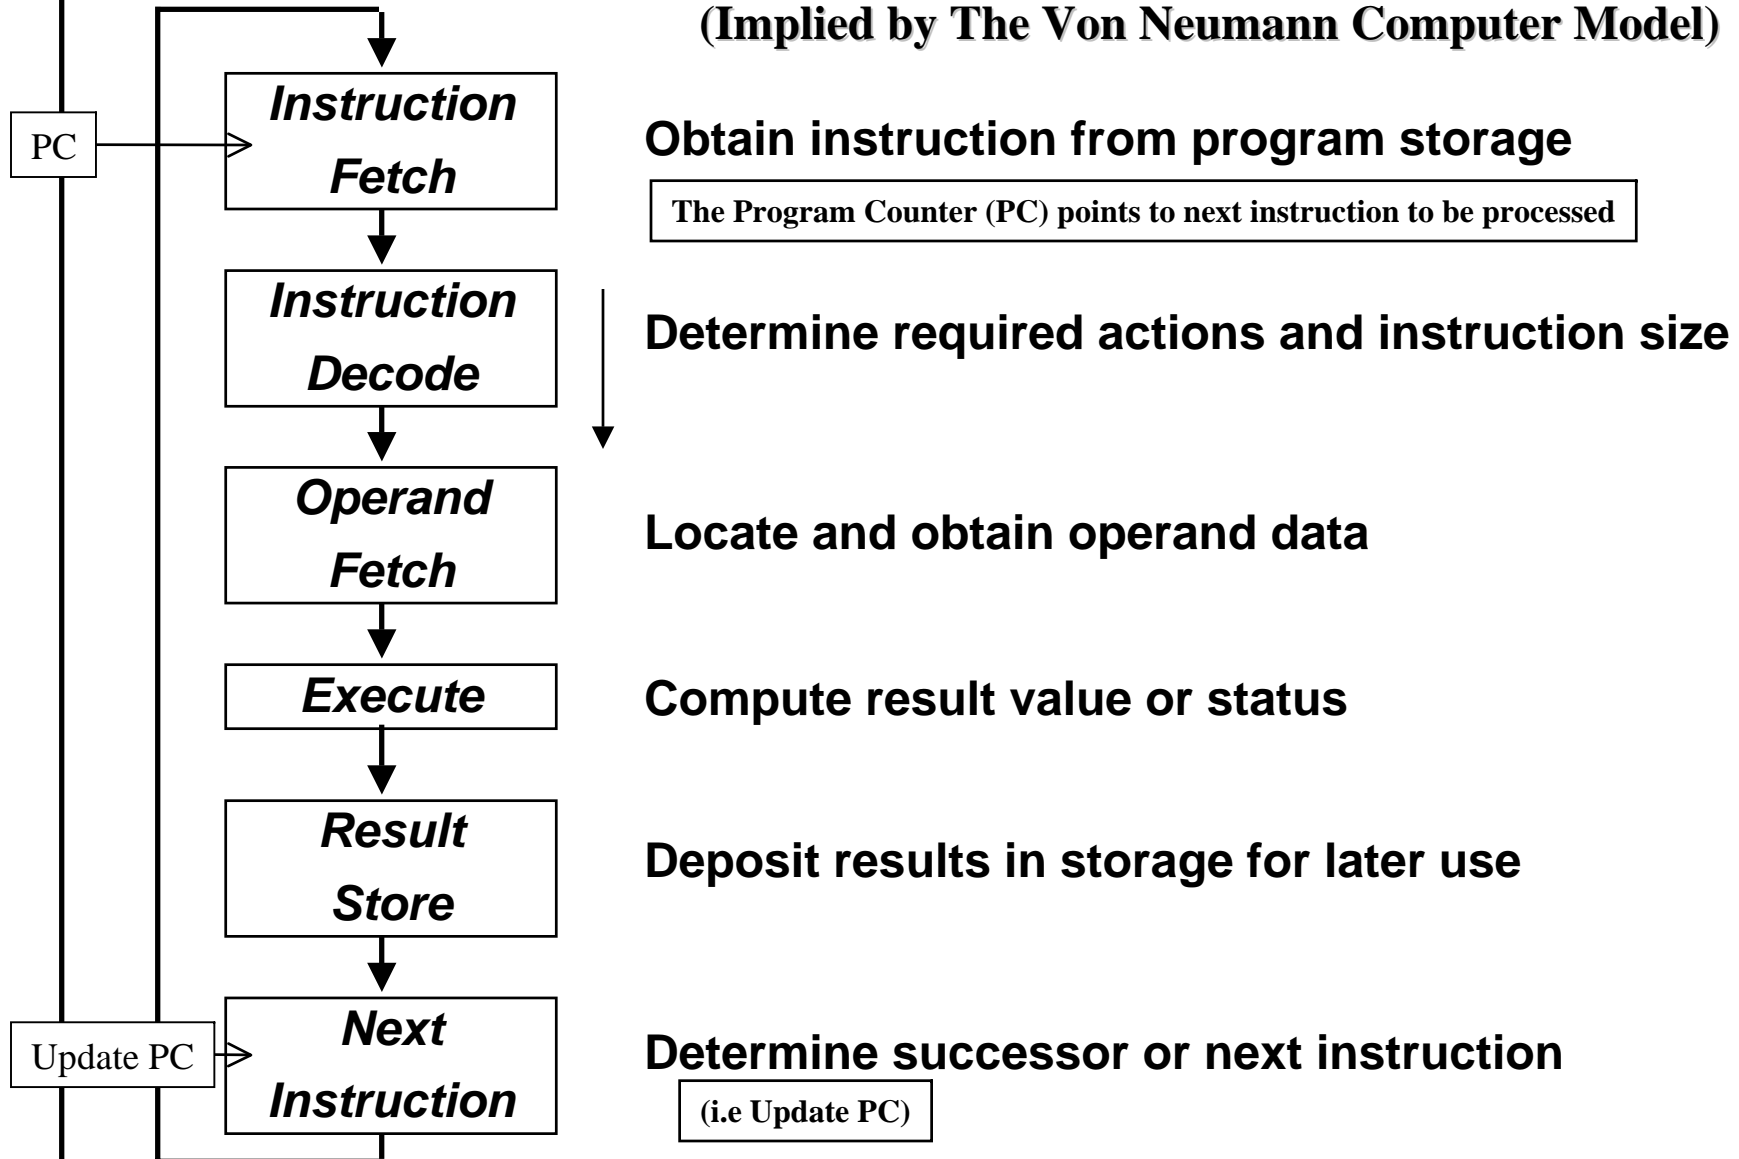 (Implied by The Von Neumann Computer Model)
Instruction
Fetch
PC
Obtain instruction from program storage
The Program Counter (PC) points to next instruction to be processed
Instruction
Decode
Determine required actions and instruction size
Operand
Fetch
Locate and obtain operand data
Execute
Compute result value or status
Result
Store
Deposit results in storage for later use
Next
Instruction
Update PC
Determine successor or next instruction
(i.e Update PC)